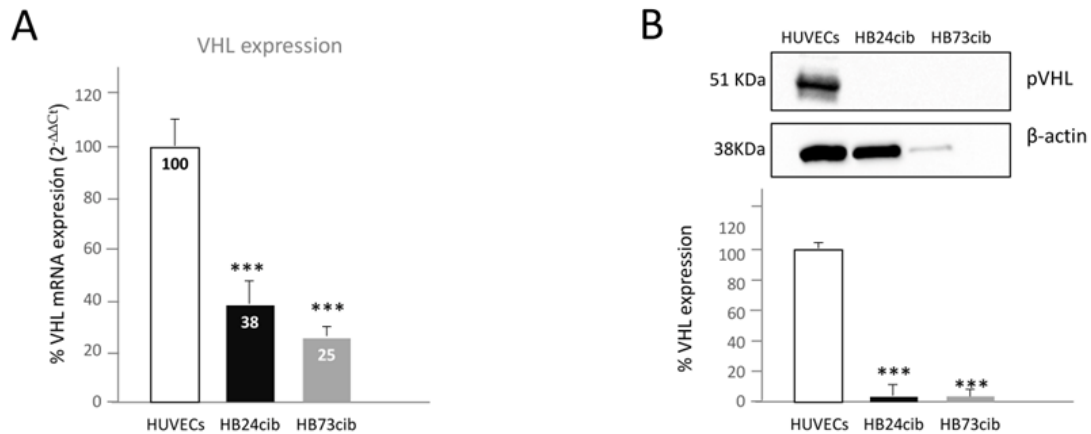 A
VHL expression
% VHL mRNA expresión (2-ΔΔCt)
120
100
80
60
40
20
0
100
***
38
***
25
HUVECs HB24cib HB73cib
B
HUVECs HB24cib HB73cib
51 KDa
pVHL
38KDa
β-actin
% VHL expression
120
100
80
60
40
20
0
***
***
HUVECs HB24cib HB73cib